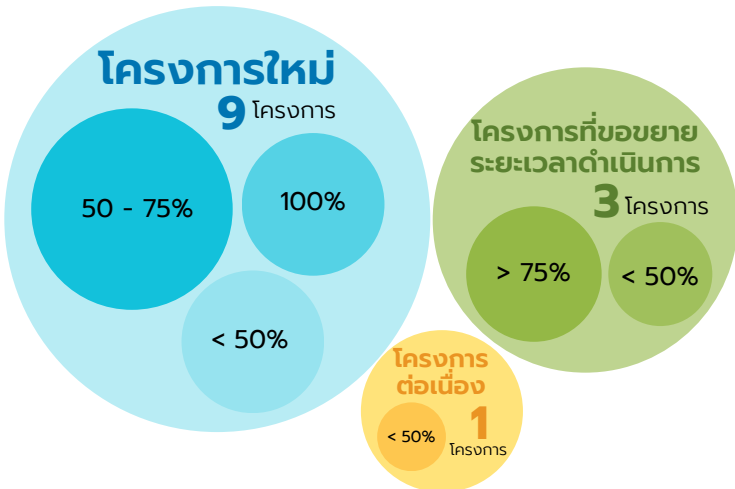 โครงการใหม่
9 โครงการ
50 - 75%
100%
< 50%
โครงการที่ขอขยาย
ระยะเวลาดำเนินการ
3 โครงการ
> 75%
< 50%
โครงการ
ต่อเนื่อง
1
โครงการ
< 50%